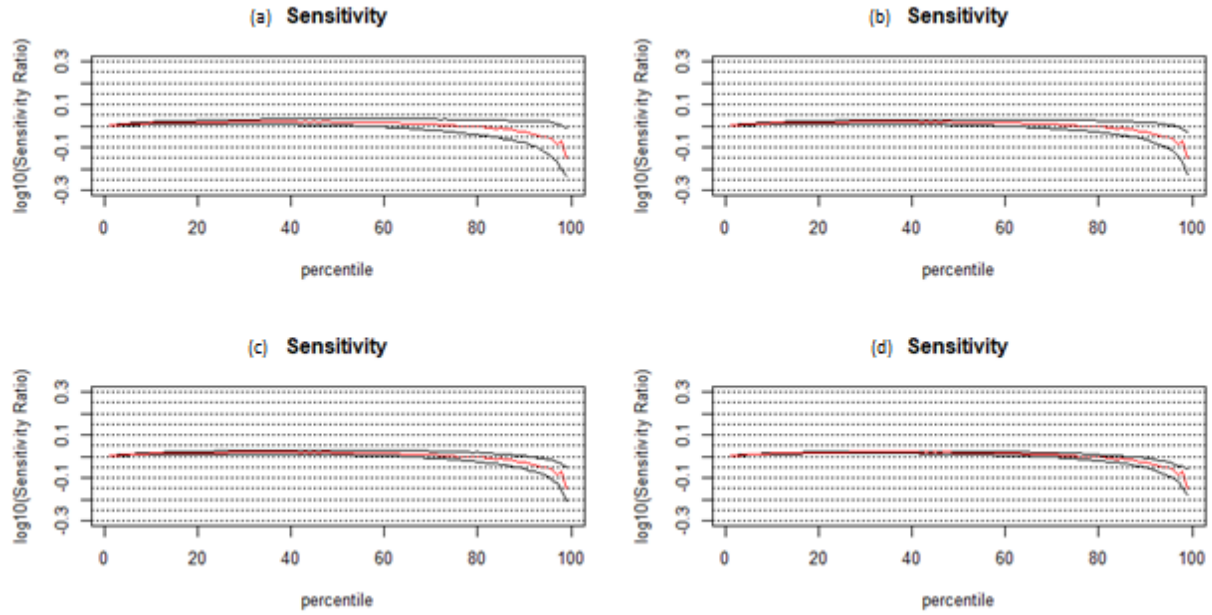 (a) Sensitivity
log10(Sensitivity Ratio)
0.3
0.1
-0.1
-0.3
0 20 40 60 80 100
percentile
(b) Sensitivity
log10(Sensitivity Ratio)
0.3
0.1
-0.1
-0.3
0 20 40 60 80 100
percentile
(c) Sensitivity
log10(Sensitivity Ratio)
0.3
0.1
-0.1
-0.3
0 20 40 60 80 100
percentile
(d) Sensitivity
log10(Sensitivity Ratio)
0.3
0.1
-0.1
-0.3
0 20 40 60 80 100
percentile